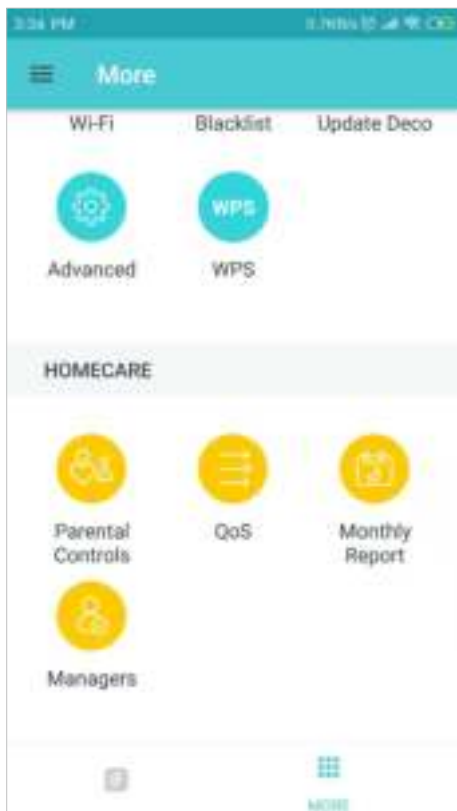 3:36 PM
More
Wi-Fi Blacklist Update Deco
WPS
Advanced WPS
HOMECARE
Parental Controls QoS Monthly Report
Managers
MORE